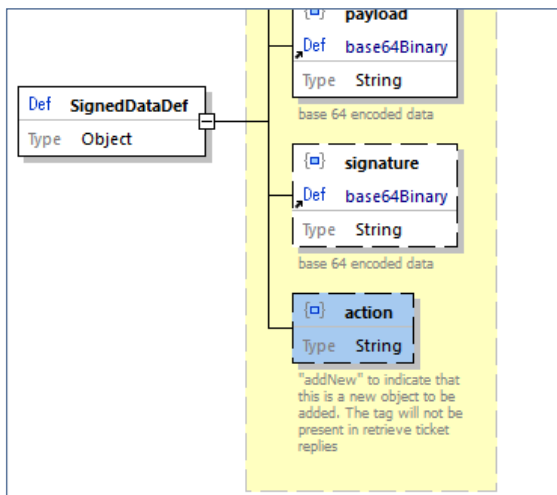 payload
Def base64Binary
Type String
base 64 encoded data
Def SignedDataDef
Type Object
signature
Def base64Binary
Type String
base 64 encoded data
action
Type String
"addNew" to indicate that
this is a new object to be
added. The tag will not be
present in retrieve ticket
replies